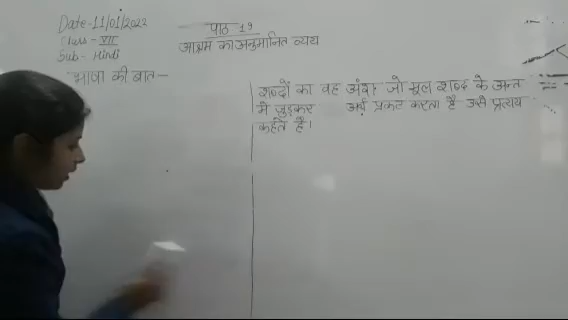 Date-11/01/2022
पाठ 19
Class - VII
आश्रम का अनुमानित व्यय
Sub- Hindi
भाषा की बात-
शब्दों का वह अंश जो मूल शब्द के अन्त
में जुड़कर अर्थ प्रकट करता है उसे प्रत्यय
कहते है।